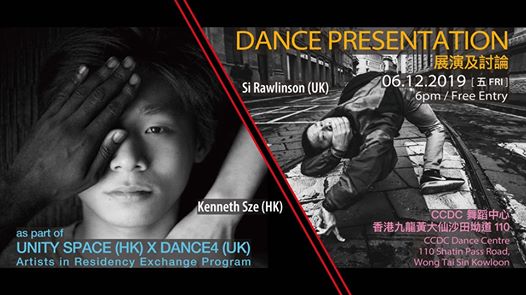 DANCE PRESENTATION
展演及討論
06.12.2019 [ 五 FRI ]
6pm / Free Entry
Si Rawlinson (UK)
Kenneth Sze (HK)
as part of
UNITY SPACE (HK) X DANCE4 (UK)
Artists in Residency Exchange Program
CCDC 舞蹈中心
香港九龍黃大仙沙田坳道 110
CCDC Dance Centre
110 Shatin Pass Road,
Wong Tai Sin Kowloon